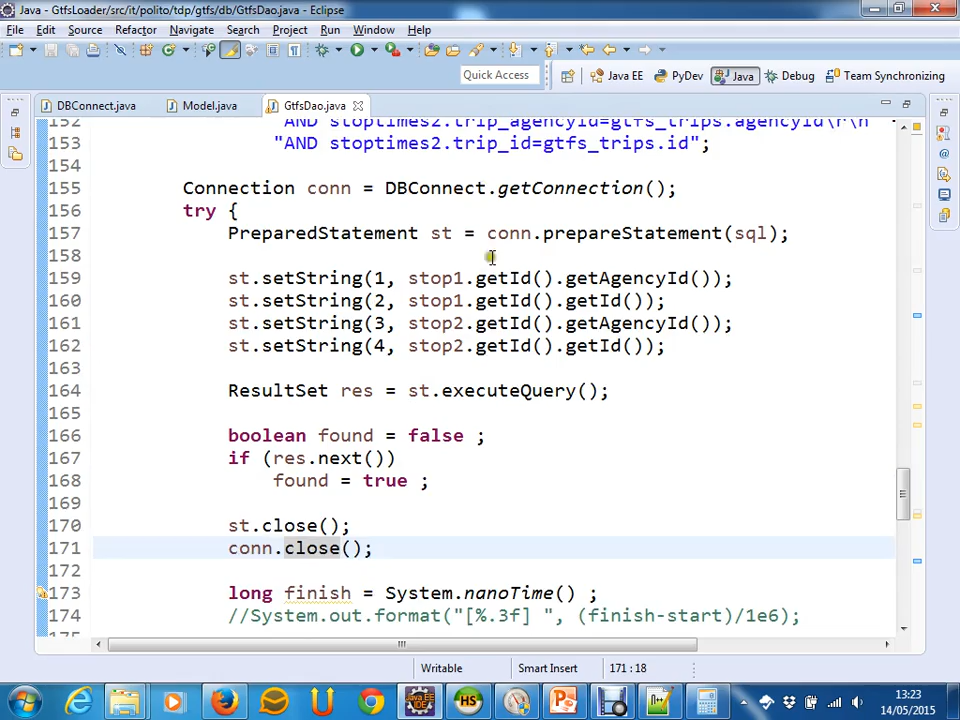 Java - GtfsLoader/src/it/polito/tdp/gtfs/db/GtfsDao.java - Eclipse
File Edit Source Refactor Navigate Search Project Run Window Help
Quick Access Java EE PyDev Java Debug Team Synchronizing
DBConnect.java Model.java GtfsDao.java
152 "AND stoptimes2.trip_agencyId=gtfs_trips.agencyId\r\n
153 "AND stoptimes2.trip_id=gtfs_trips.id";
154
155 Connection conn = DBConnect.getConnection();
156 try {
157 PreparedStatement st = conn.prepareStatement(sql);
158
159 st.setString(1, stop1.getId().getAgencyId());
160 st.setString(2, stop1.getId().getId());
161 st.setString(3, stop2.getId().getAgencyId());
162 st.setString(4, stop2.getId().getId());
163
164 ResultSet res = st.executeQuery();
165
166 boolean found = false ;
167 if (res.next())
168 found = true ;
169
170 st.close();
171 conn.close();
172
173 long finish = System.nanoTime() ;
174 //System.out.format("[%.3f] ", (finish-start)/1e6);
175
Writable Smart Insert 171 : 18
13:23
14/05/2015